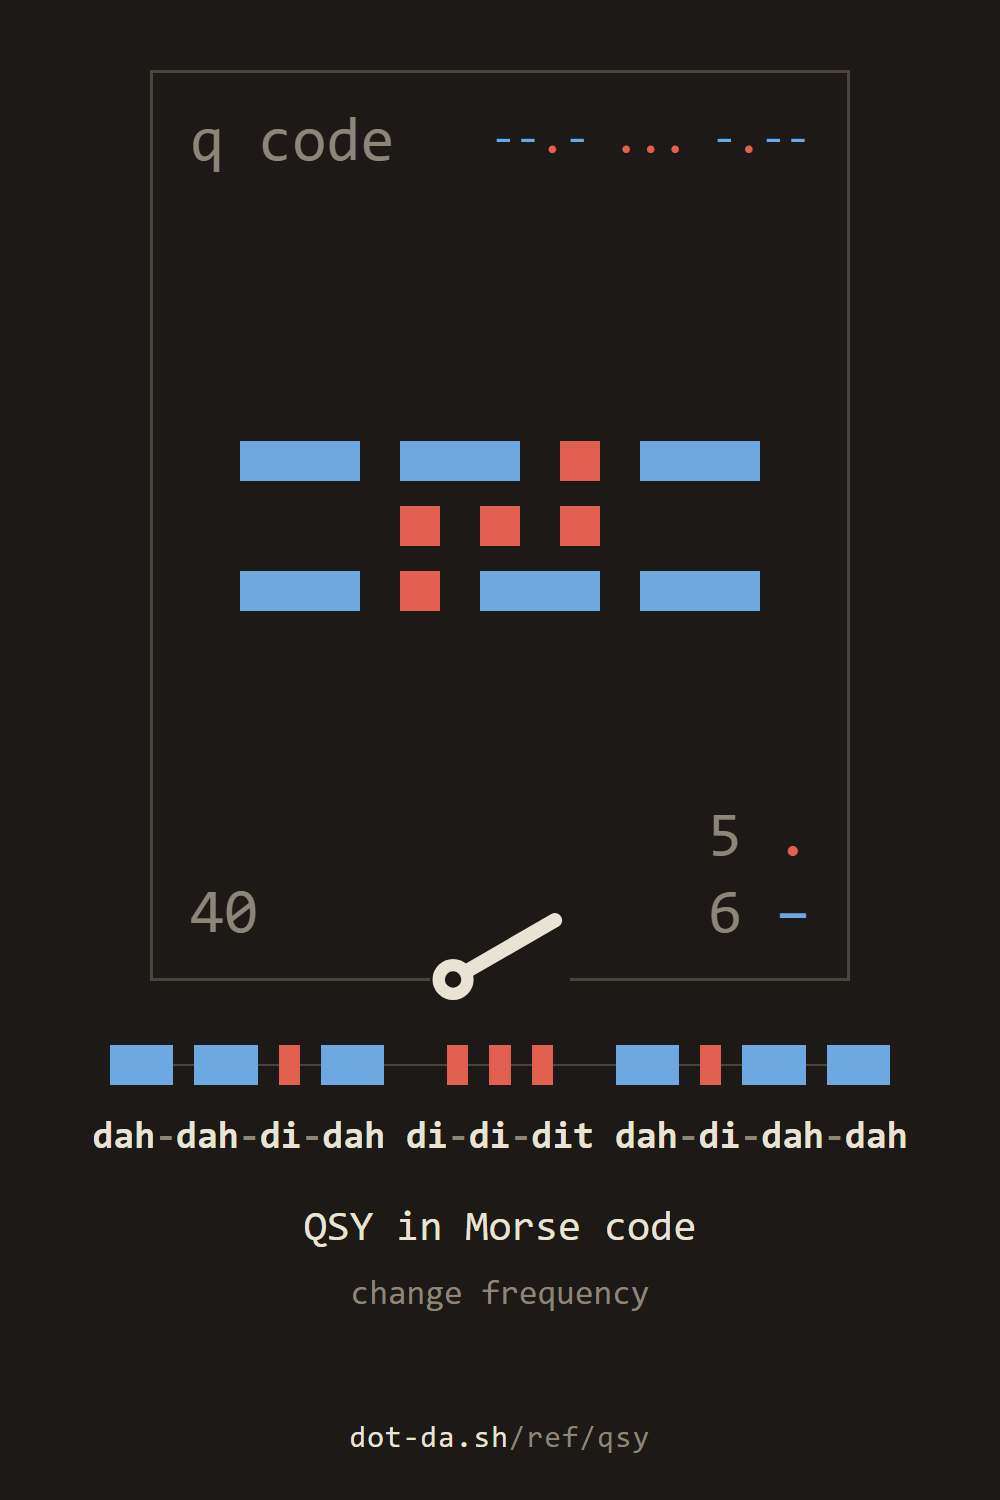 q code --.- ... -.--
5 .
40 6 -
dah-dah-di-dah di-di-dit dah-di-dah-dah
QSY in Morse code
change frequency
dot-da.sh/ref/qsy